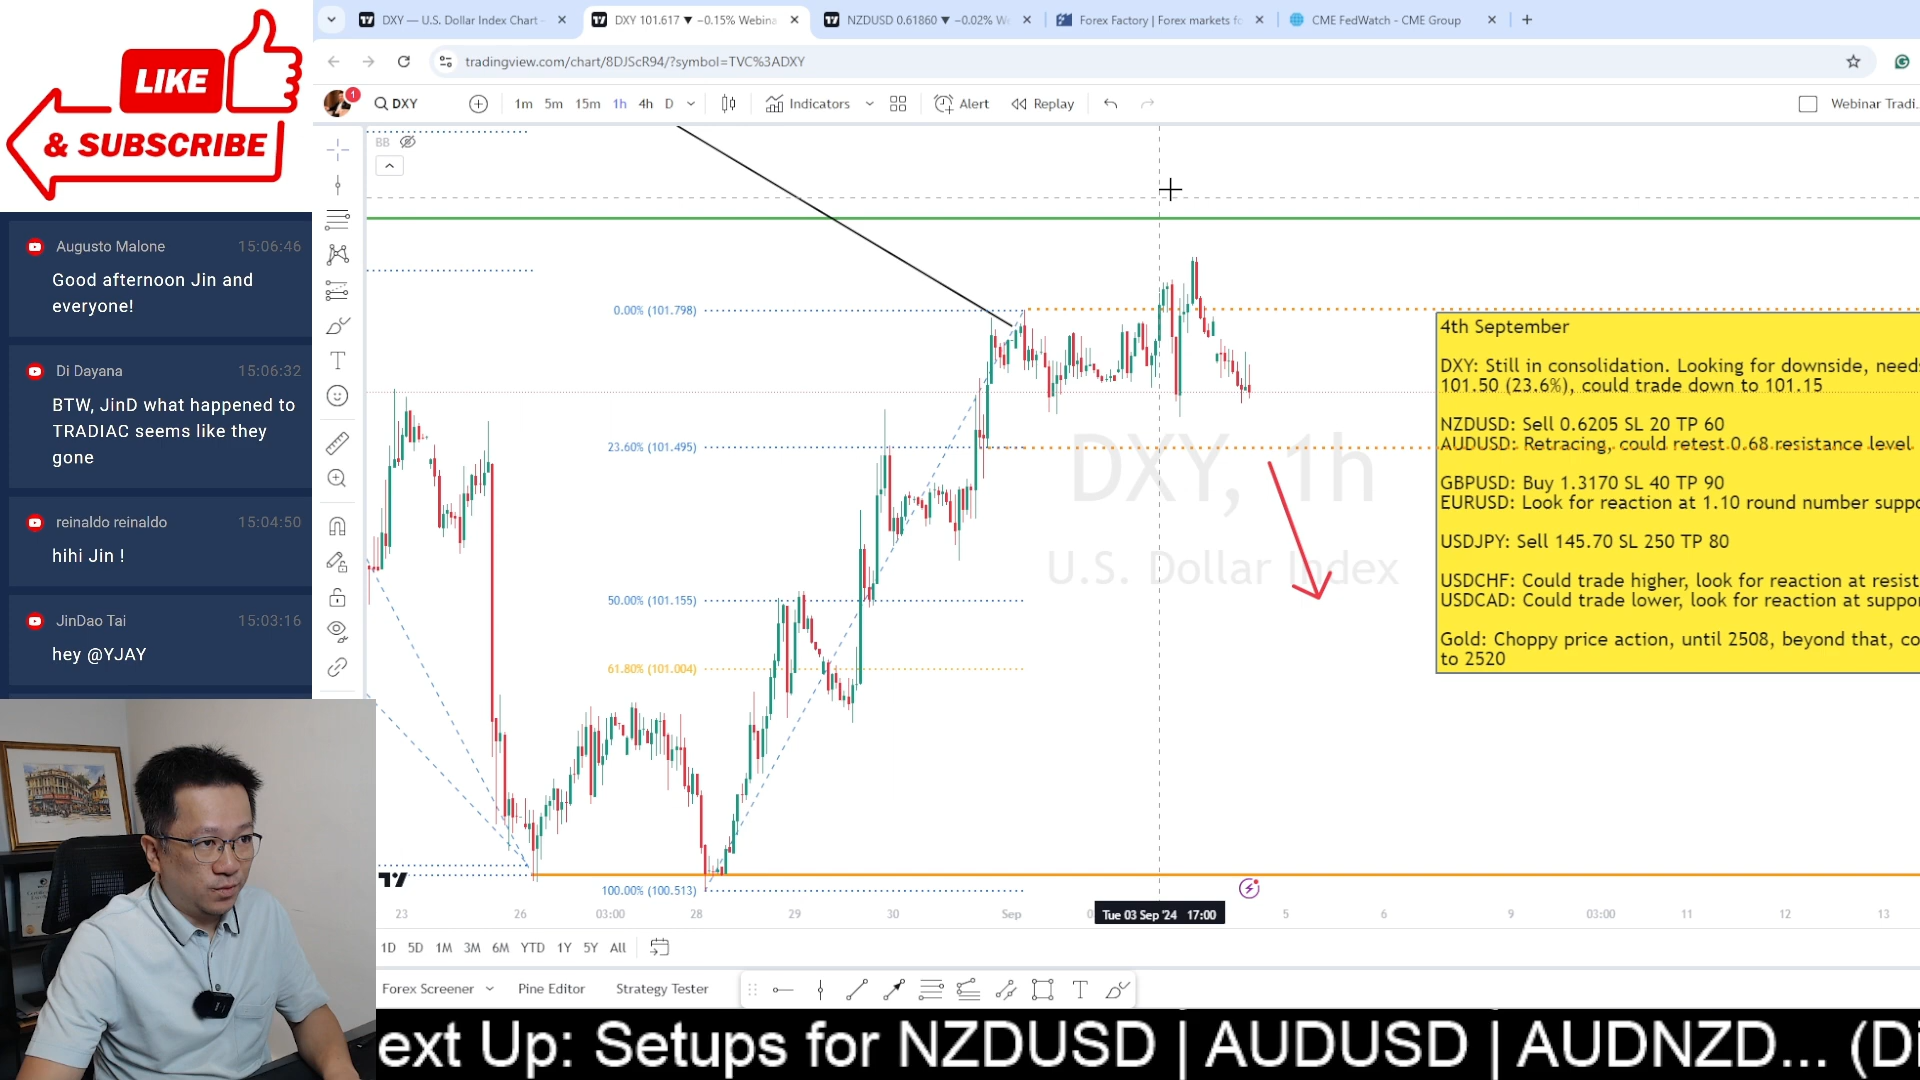 LIKE
& SUBSCRIBE
DXY — U.S. Dollar Index Chart
DXY 101.617 ▼ −0.15% Webina
NZDUSD 0.61860 ▼ −0.02% We
Forex Factory | Forex markets fo
CME FedWatch - CME Group
tradingview.com/chart/8DJScR94/?symbol=TVC%3ADXY
1
DXY
1m 5m 15m 1h 4h D
Indicators
Alert
Replay
Webinar Tradi...
BB
Augusto Malone 15:06:46
Good afternoon Jin and
everyone!
Di Dayana 15:06:32
BTW, JinD what happened to
TRADIAC seems like they
gone
reinaldo reinaldo 15:04:50
hihi Jin !
JinDao Tai 15:03:16
hey @YJAY
0.00% (101.798)
23.60% (101.495)
50.00% (101.155)
61.80% (101.004)
100.00% (100.513)
DXY, 1h
U.S. Dollar Index
4th September
DXY: Still in consolidation. Looking for downside, need
101.50 (23.6%), could trade down to 101.15
NZDUSD: Sell 0.6205 SL 20 TP 60
AUDUSD: Retracing, could retest 0.68 resistance level
GBPUSD: Buy 1.3170 SL 40 TP 90
EURUSD: Look for reaction at 1.10 round number suppo
USDJPY: Sell 145.70 SL 250 TP 80
USDCHF: Could trade higher, look for reaction at resist
USDCAD: Could trade lower, look for reaction at suppor
Gold: Choppy price action, until 2508, beyond that, co
to 2520
23 26 03:00 28 29 30 Sep Tue 03 Sep '24 17:00 5 6 9 03:00 11 12 13
1D 5D 1M 3M 6M YTD 1Y 5Y All
Forex Screener
Pine Editor
Strategy Tester
ext Up: Setups for NZDUSD | AUDUSD | AUDNZD... (Di